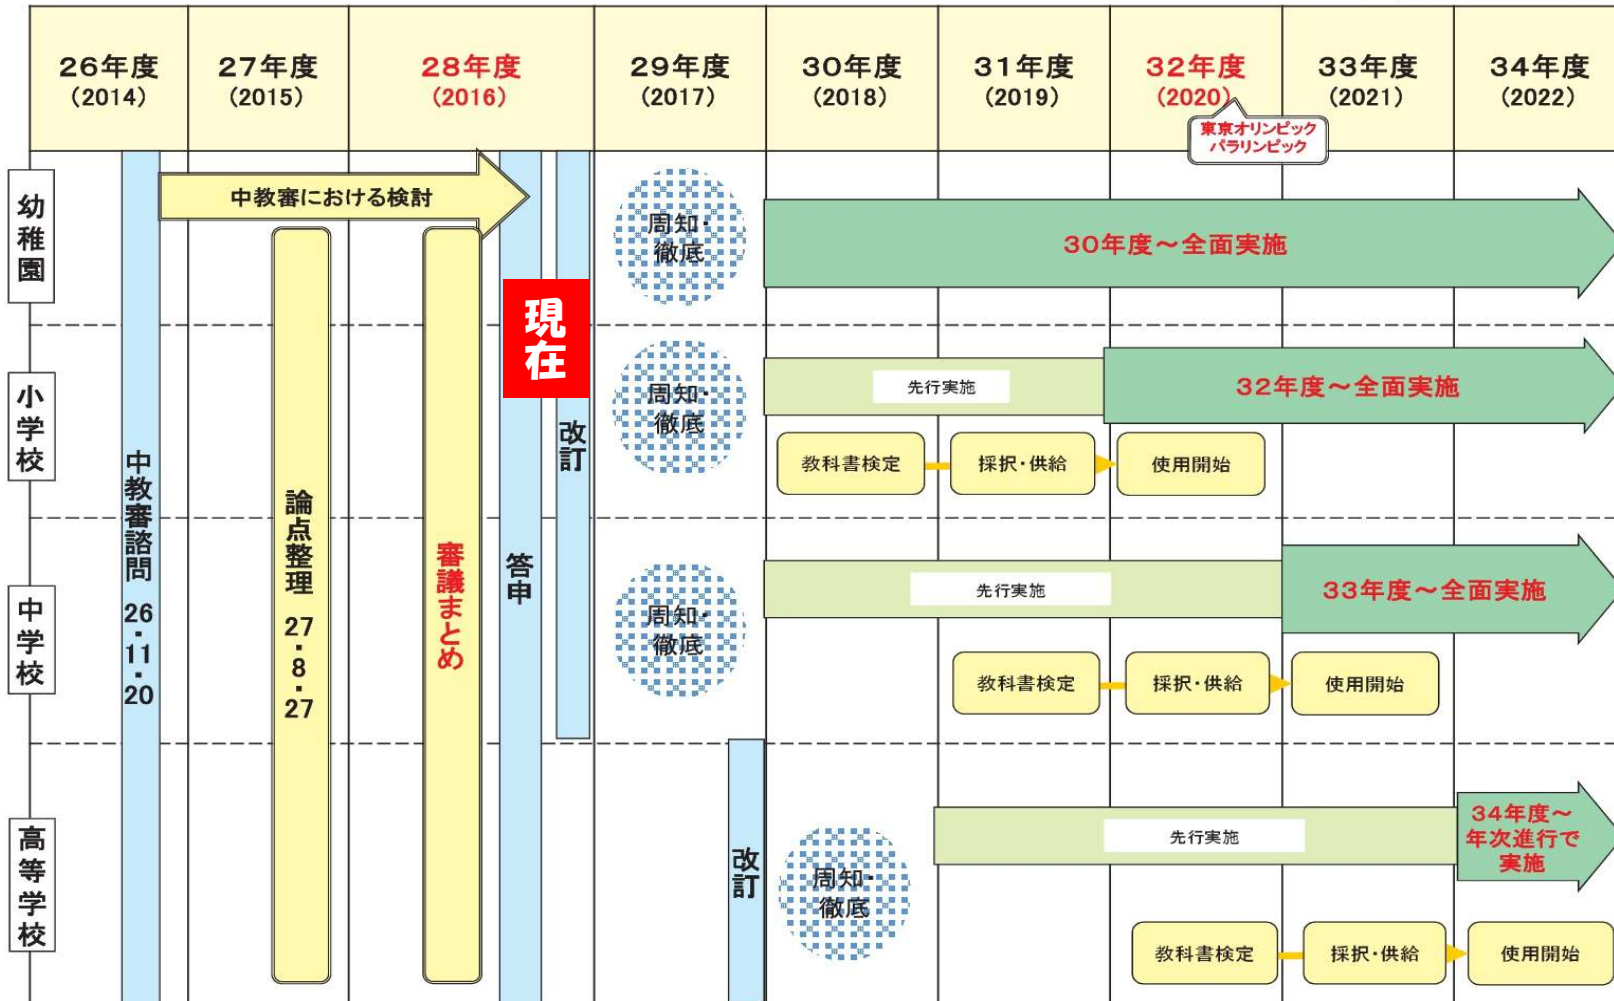 26年度
(2014)
27年度
(2015)
28年度
(2016)
29年度
(2017)
30年度
(2018)
31年度
(2019)
32年度
(2020)
33年度
(2021)
34年度
(2022)
東京オリンピック
パラリンピック
幼稚園
中教審における検討
周知・
徹底
30年度～全面実施
現在
小学校
周知・
徹底
先行実施
32年度～全面実施
教科書検定
採択・供給
使用開始
中教審諮問 26・11・20
論点整理 27・8・27
審議まとめ
答申
改訂
中学校
周知・
徹底
先行実施
33年度～全面実施
教科書検定
採択・供給
使用開始
高等学校
改訂
周知・
徹底
先行実施
34年度～
年次進行で
実施
教科書検定
採択・供給
使用開始